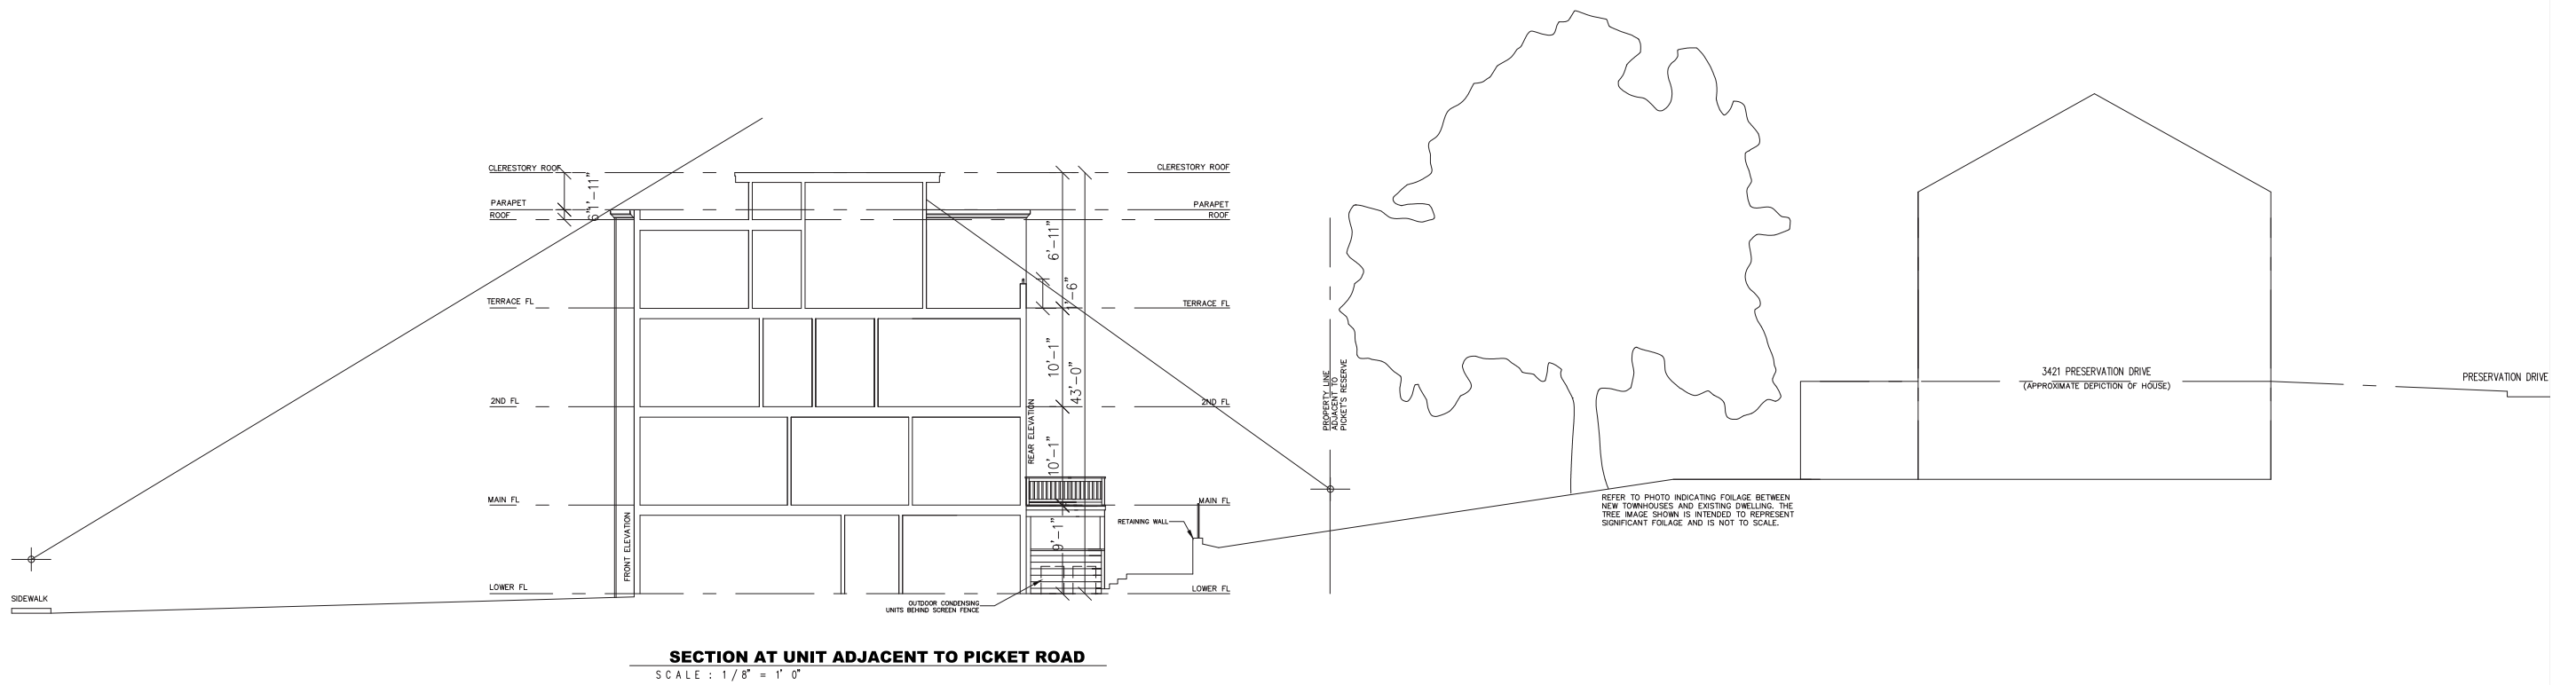 CLERESTORY ROOF
PARAPET
ROOF
TERRACE FL
2ND FL
MAIN FL
LOWER FL
SIDEWALK
FRONT ELEVATION
REAR ELEVATION
6'-11"
10'-1"
10'-1"
9'-1"
43'-0"
CLERESTORY ROOF
PARAPET
ROOF
TERRACE FL
2ND FL
MAIN FL
LOWER FL
RETAINING WALL
OUTDOOR CONDENSING
UNITS BEHIND SCREEN FENCE
PROPERTY LINE
ADJACENT TO
PICKET'S RESERVE
REFER TO PHOTO INDICATING FOILAGE BETWEEN
NEW TOWNHOUSES AND EXISTING DWELLING. THE
TREE IMAGE SHOWN IS INTENDED TO REPRESENT
SIGNIFICANT FOILAGE AND IS NOT TO SCALE.
3421 PRESERVATION DRIVE
(APPROXIMATE DEPICTION OF HOUSE)
PRESERVATION DRIVE
SECTION AT UNIT ADJACENT TO PICKET ROAD
SCALE : 1/8" = 1' 0"